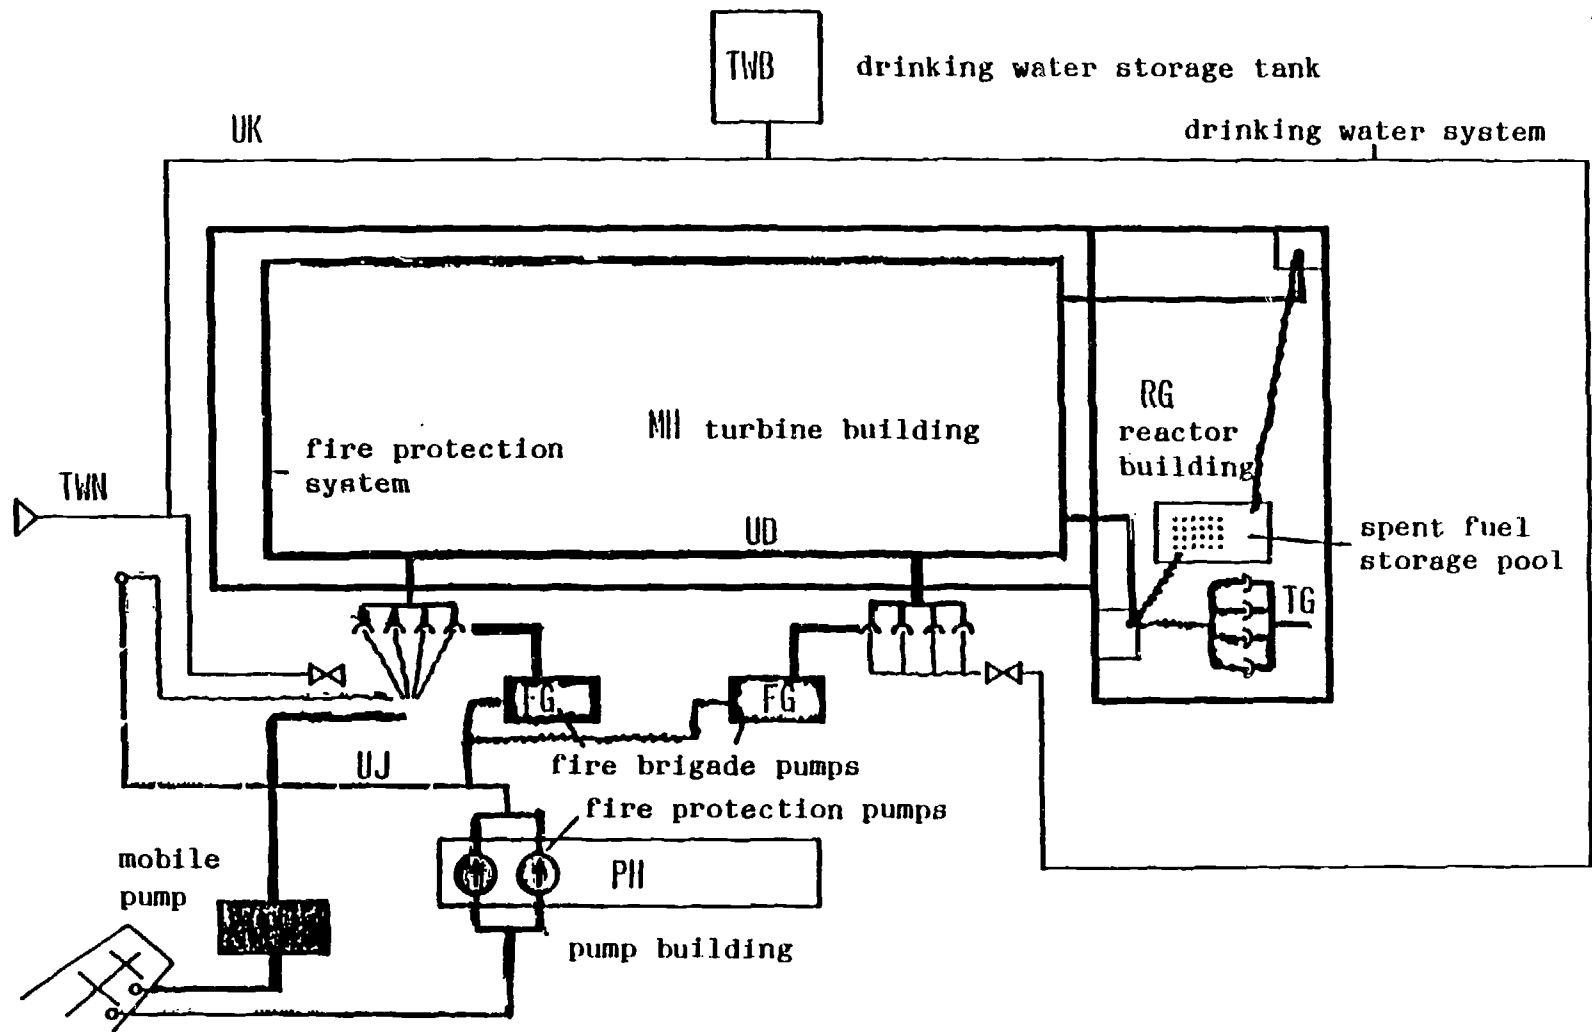 TWB
drinking water storage tank
UK
drinking water system
RG
reactor
building
MH turbine building
fire protection
system
TWN
UD
spent fuel
storage pool
TG
FG
FG
UJ
fire brigade pumps
fire protection pumps
mobile
pump
PH
pump building